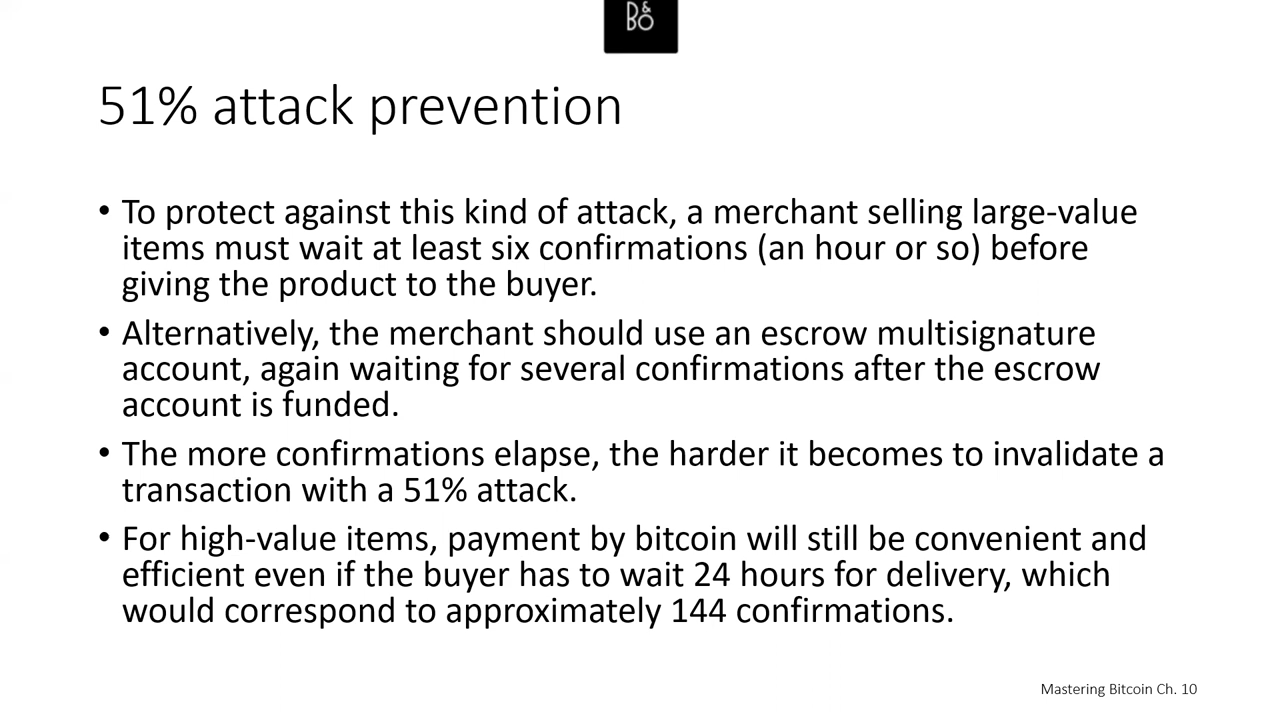 B&O
51% attack prevention
• To protect against this kind of attack, a merchant selling large-value
items must wait at least six confirmations (an hour or so) before
giving the product to the buyer.
• Alternatively, the merchant should use an escrow multisignature
account, again waiting for several confirmations after the escrow
account is funded.
• The more confirmations elapse, the harder it becomes to invalidate a
transaction with a 51% attack.
• For high-value items, payment by bitcoin will still be convenient and
efficient even if the buyer has to wait 24 hours for delivery, which
would correspond to approximately 144 confirmations.
Mastering Bitcoin Ch. 10